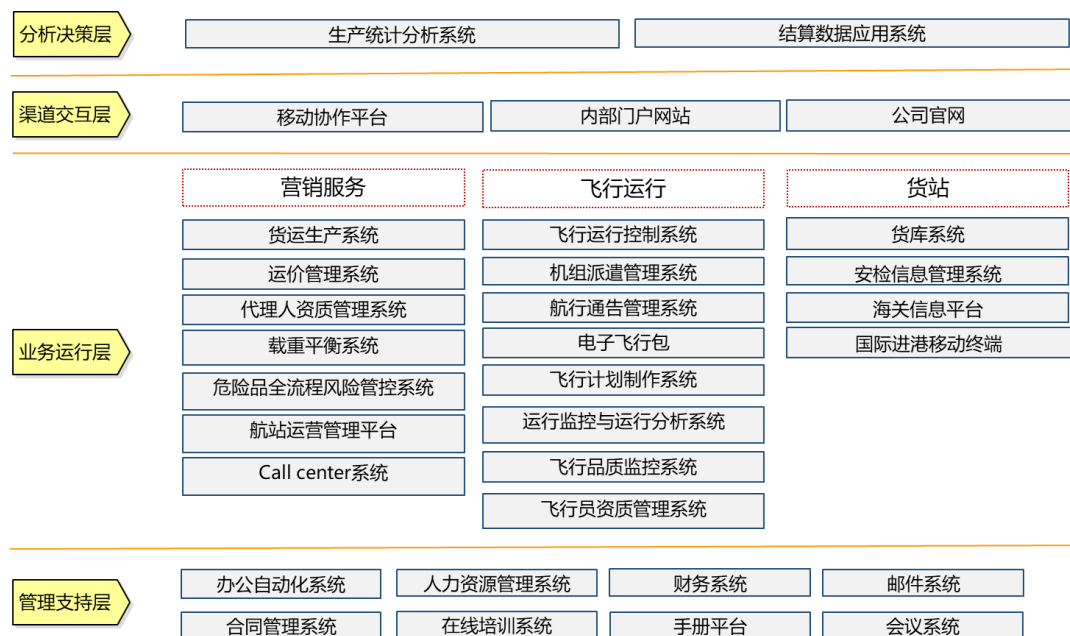 分析决策层
生产统计分析系统
结算数据应用系统
渠道交互层
移动协作平台
内部门户网站
公司官网
业务运行层
营销服务
货运生产系统
运价管理系统
代理人资质管理系统
载重平衡系统
危险品全流程风险管控系统
航站运营管理平台
Call center系统
飞行运行
飞行运行控制系统
机组派遣管理系统
航行通告管理系统
电子飞行包
飞行计划制作系统
运行监控与运行分析系统
飞行品质监控系统
飞行员资质管理系统
货站
货库系统
安检信息管理系统
海关信息平台
国际进港移动终端
管理支持层
办公自动化系统
人力资源管理系统
财务系统
邮件系统
合同管理系统
在线培训系统
手册平台
会议系统